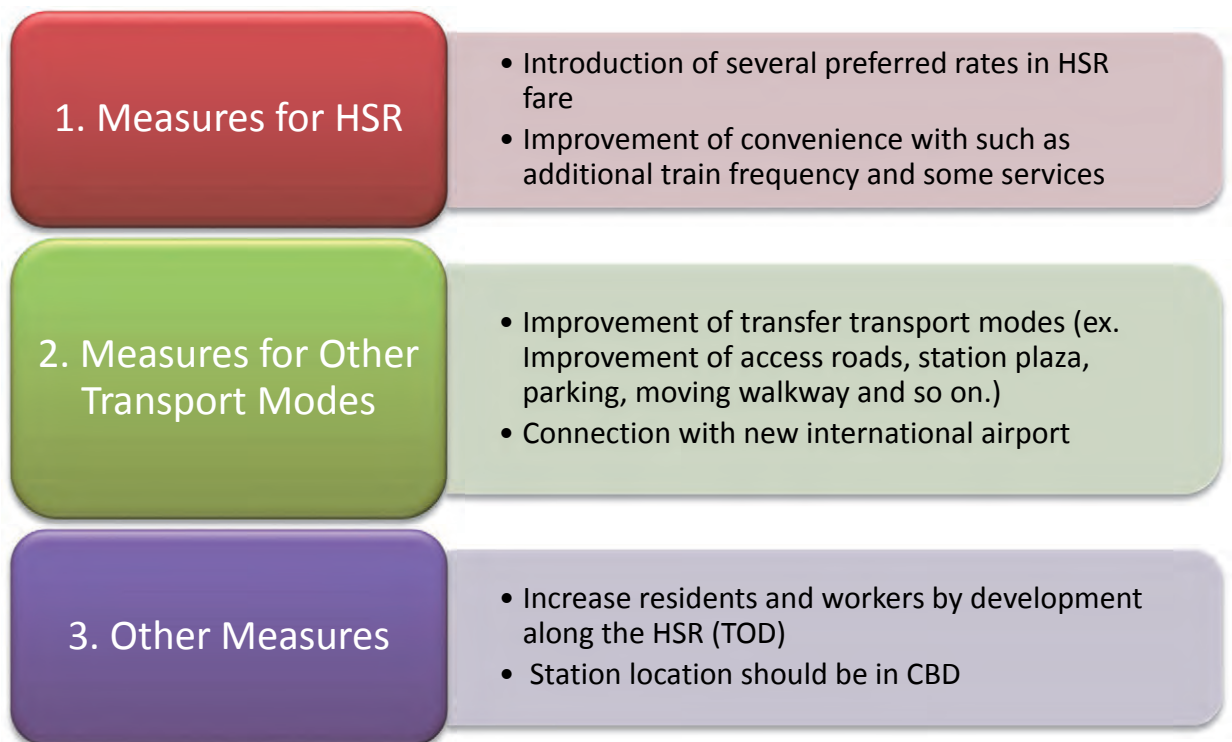 1. Measures for HSR
• Introduction of several preferred rates in HSR
fare
• Improvement of convenience with such as
additional train frequency and some services
2. Measures for Other
Transport Modes
• Improvement of transfer transport modes (ex.
Improvement of access roads, station plaza,
parking, moving walkway and so on.)
• Connection with new international airport
3. Other Measures
• Increase residents and workers by development
along the HSR (TOD)
• Station location should be in CBD